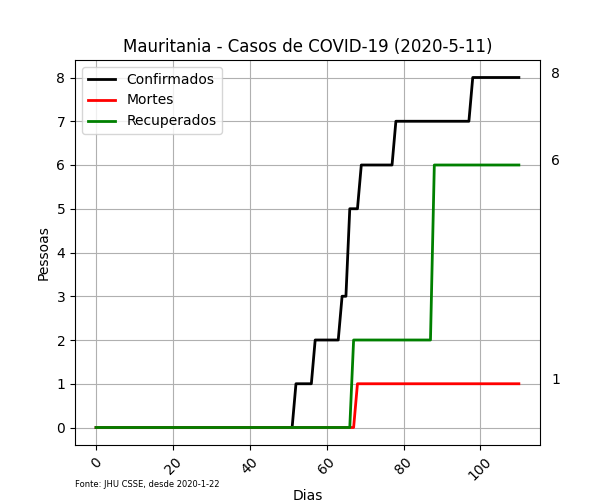 Mauritania - Casos de COVID-19 (2020-5-11)
Confirmados
Mortes
Recuperados
8
7
6
5
4
3
2
1
0
Pessoas
8
6
1
0
20
40
60
80
100
Fonte: JHU CSSE, desde 2020-1-22
Dias